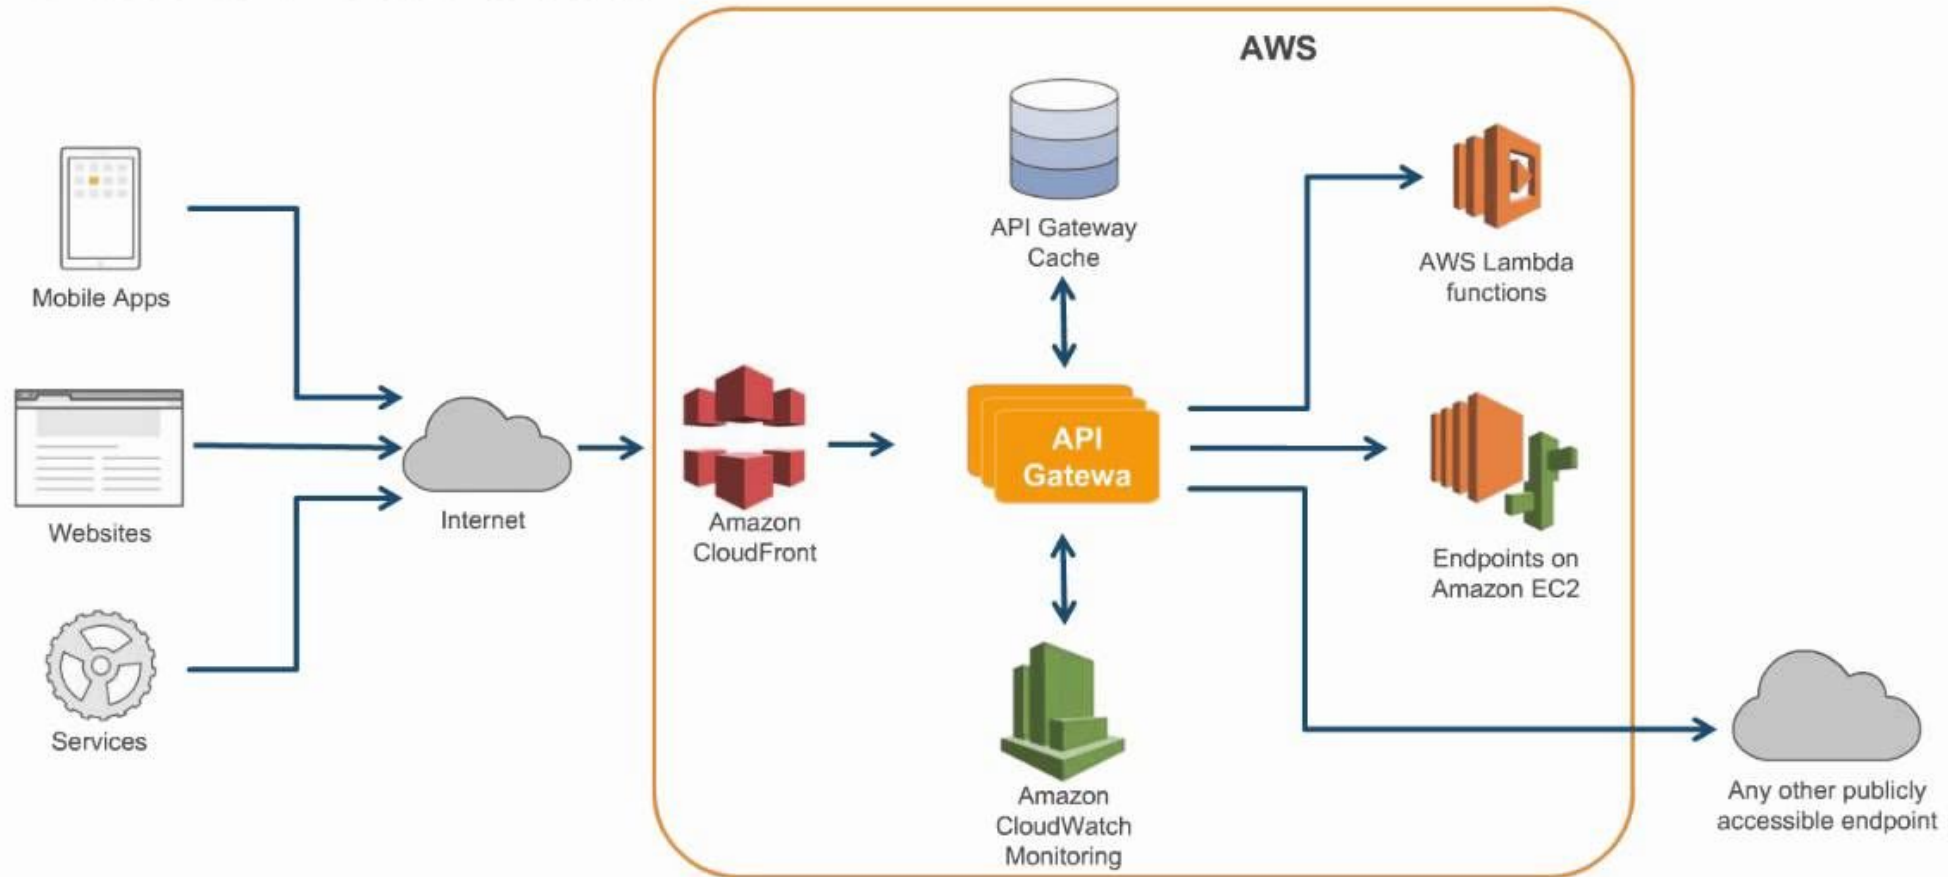 AWS
Mobile Apps
Websites
Services
Internet
Amazon
CloudFront
API Gateway
Cache
API
Gatewa
Amazon
CloudWatch
Monitoring
AWS Lambda
functions
Endpoints on
Amazon EC2
Any other publicly
accessible endpoint